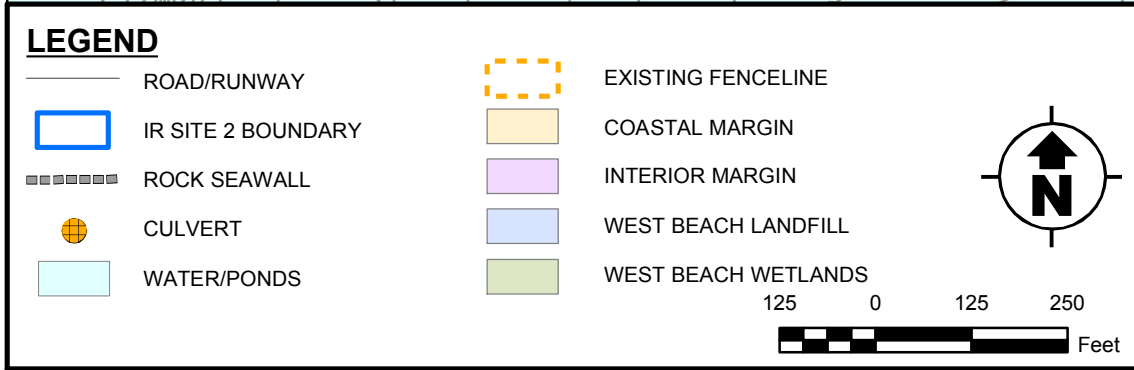 LEGEND
ROAD/RUNWAY
IR SITE 2 BOUNDARY
ROCK SEAWALL
CULVERT
WATER/PONDS
EXISTING FENCELINE
COASTAL MARGIN
INTERIOR MARGIN
WEST BEACH LANDFILL
WEST BEACH WETLANDS
N
125 0 125 250
Feet